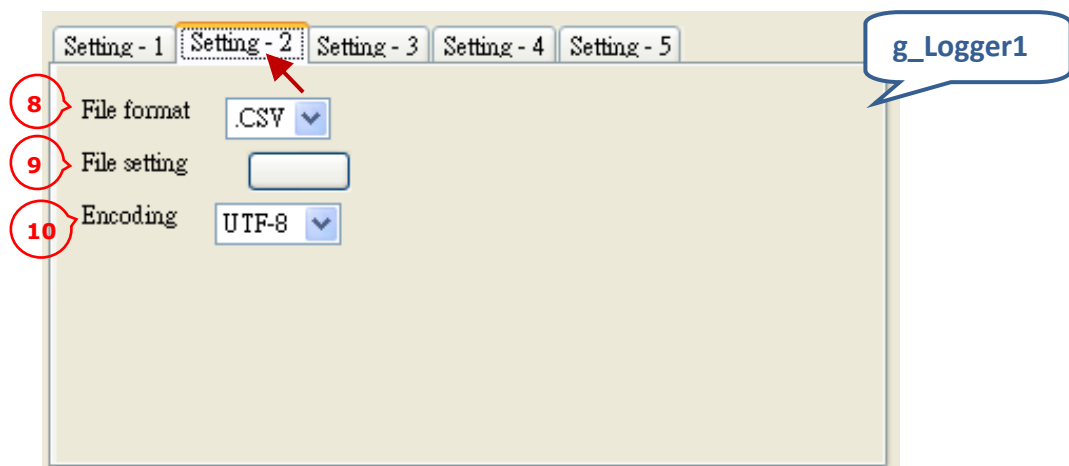 Setting - 1 Setting - 2 Setting - 3 Setting - 4 Setting - 5
g_Logger1
8 File format .CSV
9 File setting
10 Encoding UTF-8